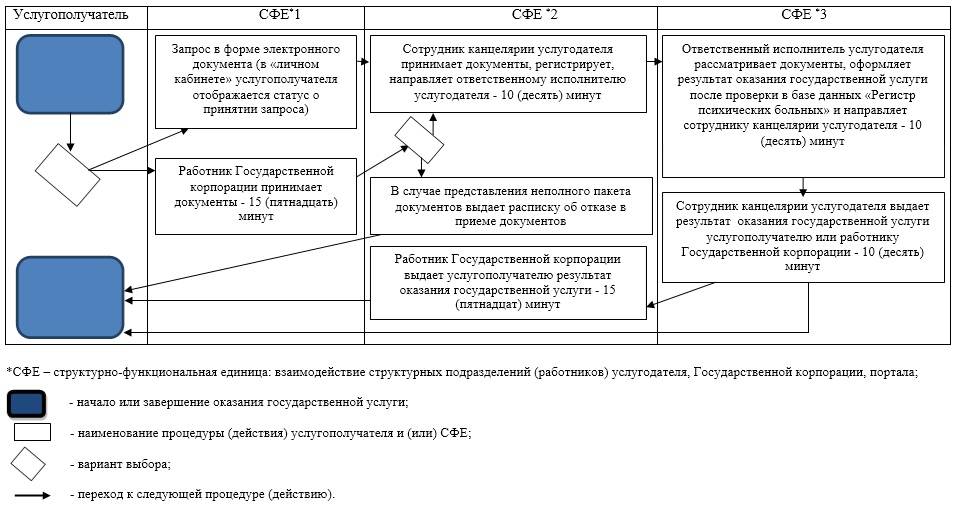 Услугополучатель
СФЕ*1
СФЕ *2
СФЕ *3
Запрос в форме электронного
документа (в «личном
кабинете» услугополучателя
отображается статус о
принятии запроса)
Работник Государственной
корпорации принимает
документы - 15 (пятнадцать)
минут
Сотрудник канцелярии услугодателя
принимает документы, регистрирует,
направляет ответственному исполнителю
услугодателя - 10 (десять) минут
В случае представления неполного пакета
документов выдает расписку об отказе в
приеме документов
Работник Государственной корпорации
выдает услугополучателю результат
оказания государственной услуги - 15
(пятнадцат) минут
Ответственный исполнитель услугодателя
рассматривает документы, оформляет
результат оказания государственной услуги
после проверки в базе данных «Регистр
психических больных» и направляет
сотруднику канцелярии услугодателя - 10
(десять) минут
Сотрудник канцелярии услугодателя выдает
результат оказания государственной услуги
услугополучателю или работнику
Государственной корпорации - 10 (десять)
минут
*СФЕ – структурно-функциональная единица: взаимодействие структурных подразделений (работников) услугодателя, Государственной корпорации, портала;
- начало или завершение оказания государственной услуги;
- наименование процедуры (действия) услугополучателя и (или) СФЕ;
- вариант выбора;
- переход к следующей процедуре (действию).